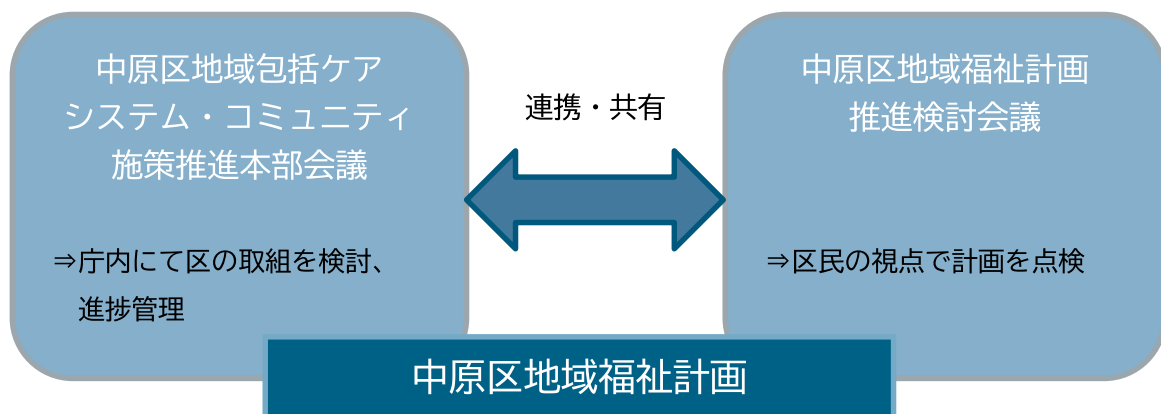 中原区地域包括ケア
システム・コミュニティ
施策推進本部会議
⇒庁内にて区の取組を検討、
進捗管理
連携・共有
中原区地域福祉計画
推進検討会議
⇒区民の視点で計画を点検
中原区地域福祉計画